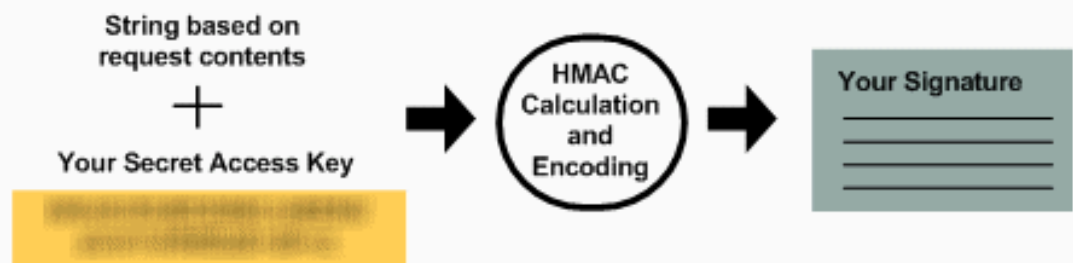 String based on
request contents
+
Your Secret Access Key
HMAC
Calculation
and
Encoding
Your Signature